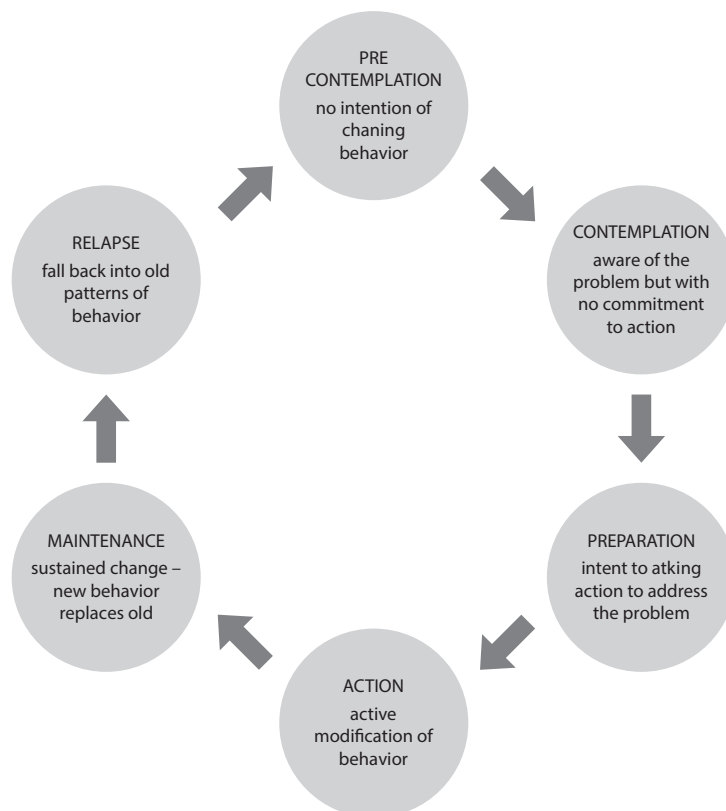 PRE
CONTEMPLATION
no intention of
chaning
behavior
CONTEMPLATION
aware of the
problem but with
no commitment
to action
PREPARATION
intent to atking
action to address
the problem
ACTION
active
modification of
behavior
MAINTENANCE
sustained change –
new behavior
replaces old
RELAPSE
fall back into old
patterns of
behavior